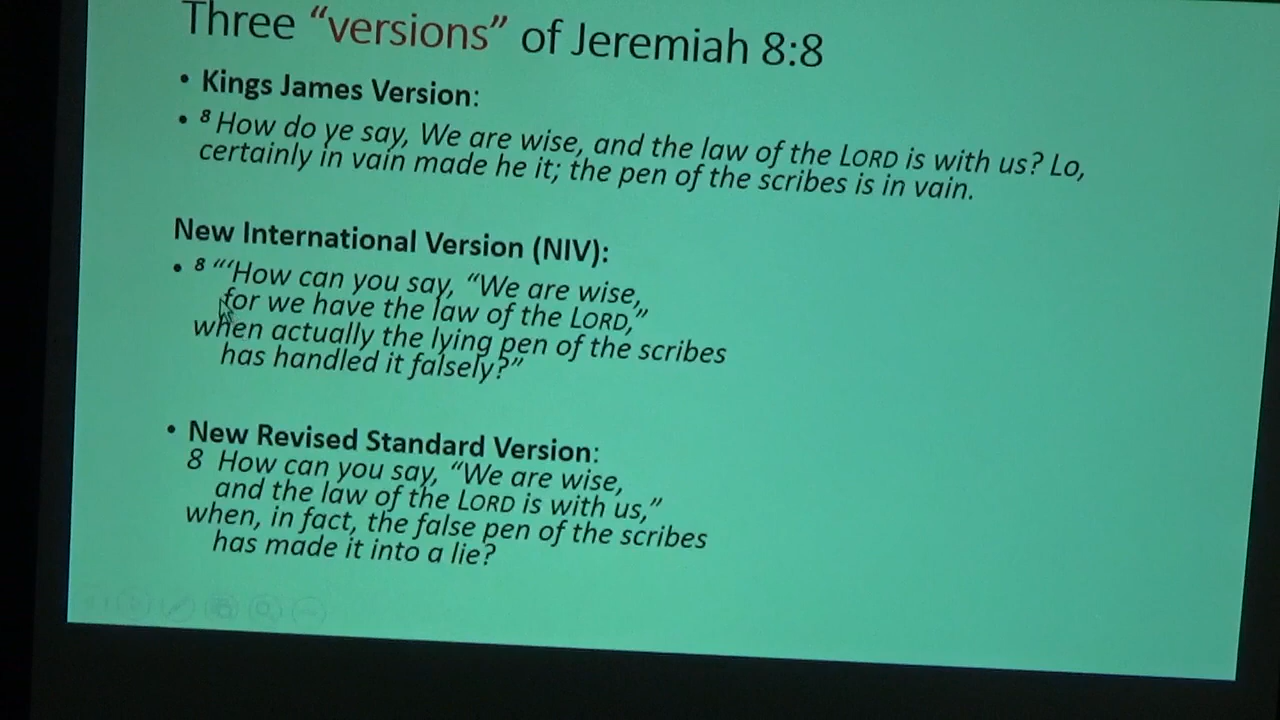 Three “versions” of Jeremiah 8:8
• Kings James Version:
• ⁸ How do ye say, We are wise, and the law of the LORD is with us? Lo,
certainly in vain made he it; the pen of the scribes is in vain.
New International Version (NIV):
• ⁸ “‘How can you say, “We are wise,
for we have the law of the LORD,”
when actually the lying pen of the scribes
has handled it falsely?”
• New Revised Standard Version:
8 How can you say, “We are wise,
and the law of the LORD is with us,”
when, in fact, the false pen of the scribes
has made it into a lie?